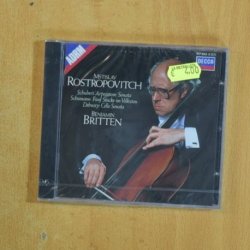 MSTISLAV
ROSTROPOVITCH
Schubert: Arpeggione Sonata
Schumann: Fünf Stücke im Volkston
Debussy: Cello Sonata
BENJAMIN
BRITTEN
DECCA